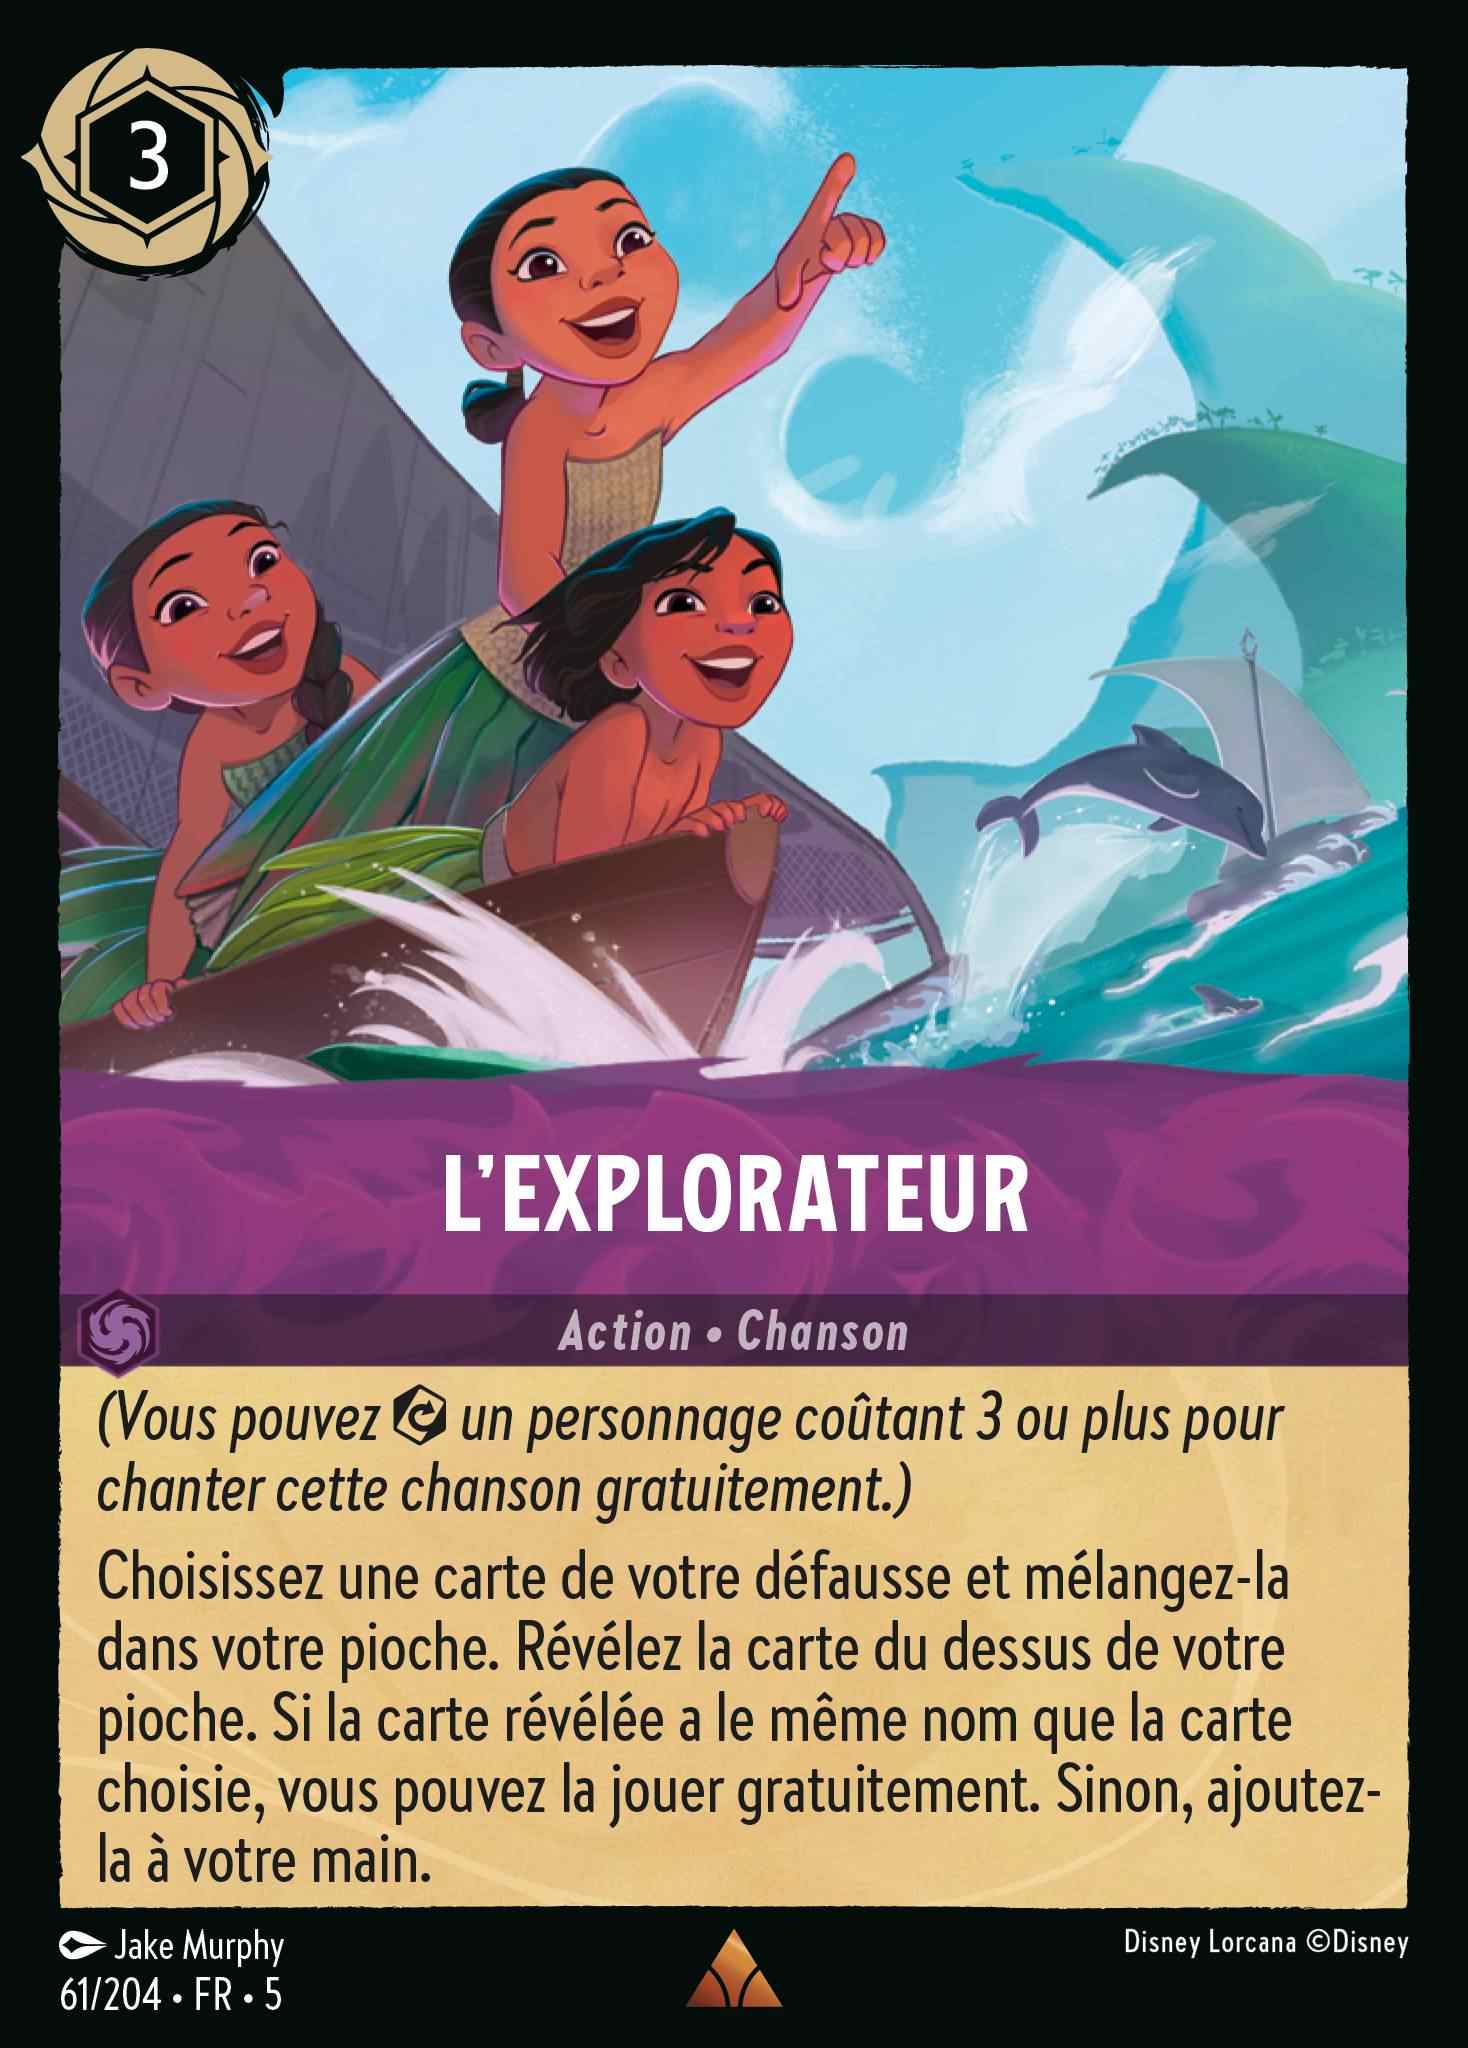 3
L'EXPLORATEUR
Action • Chanson
(Vous pouvez un personnage coûtant 3 ou plus pour
chanter cette chanson gratuitement.)
Choisissez une carte de votre défausse et mélangez-la
dans votre pioche. Révélez la carte du dessus de votre
pioche. Si la carte révélée a le même nom que la carte
choisie, vous pouvez la jouer gratuitement. Sinon, ajoutez-
la à votre main.
Jake Murphy
Disney Lorcana ©Disney
61/204 • FR • 5